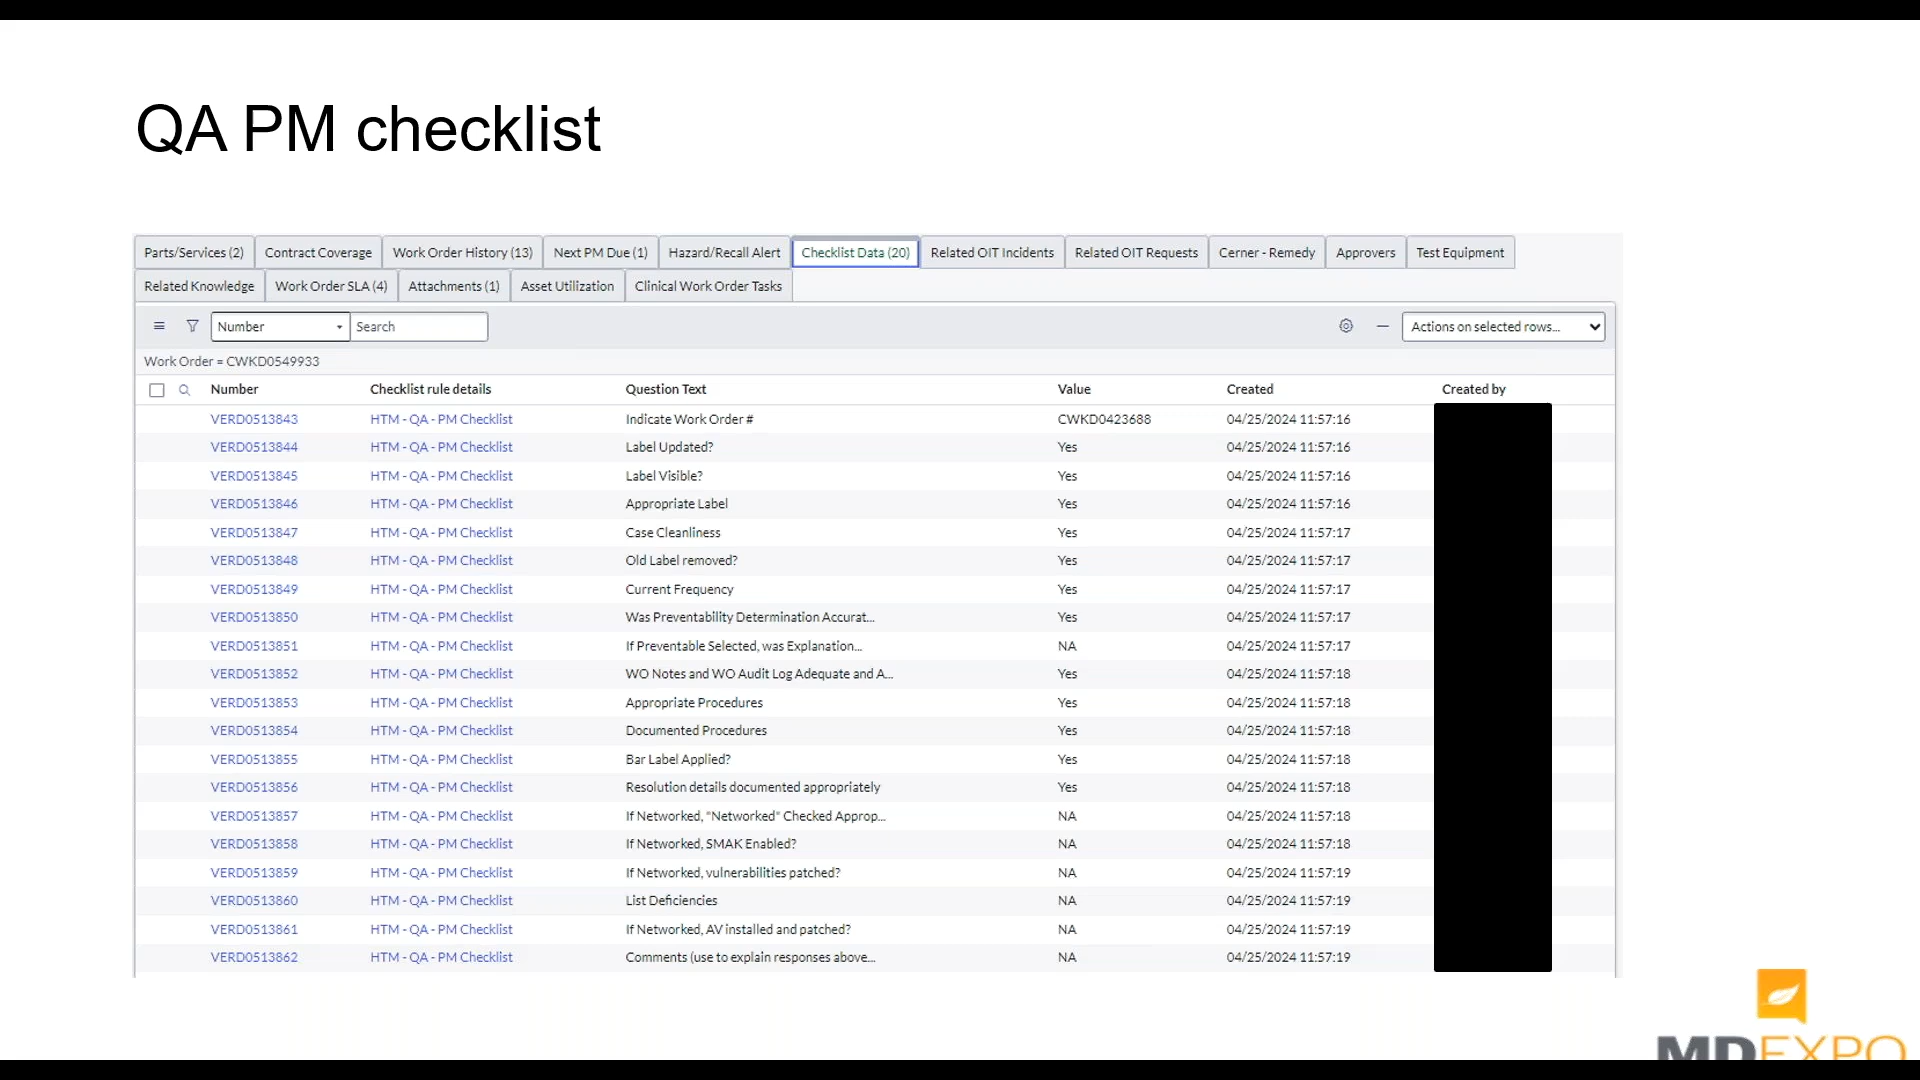 QA PM checklist
Parts/Services (2) Contract Coverage Work Order History (13) Next PM Due (1) Hazard/Recall Alert Checklist Data (20) Related OIT Incidents Related OIT Requests Cerner - Remedy Approvers Test Equipment
Related Knowledge Work Order SLA (4) Attachments (1) Asset Utilization Clinical Work Order Tasks
Number Search Actions on selected rows...
Work Order = CWKD0549933
Number Checklist rule details Question Text Value Created Created by
VERD0513843 HTM - QA - PM Checklist Indicate Work Order # CWKD0423688 04/25/2024 11:57:16
VERD0513844 HTM - QA - PM Checklist Label Updated? Yes 04/25/2024 11:57:16
VERD0513845 HTM - QA - PM Checklist Label Visible? Yes 04/25/2024 11:57:16
VERD0513846 HTM - QA - PM Checklist Appropriate Label Yes 04/25/2024 11:57:16
VERD0513847 HTM - QA - PM Checklist Case Cleanliness Yes 04/25/2024 11:57:17
VERD0513848 HTM - QA - PM Checklist Old Label removed? Yes 04/25/2024 11:57:17
VERD0513849 HTM - QA - PM Checklist Current Frequency Yes 04/25/2024 11:57:17
VERD0513850 HTM - QA - PM Checklist Was Preventability Determination Accurat... Yes 04/25/2024 11:57:17
VERD0513851 HTM - QA - PM Checklist If Preventable Selected, was Explanation... NA 04/25/2024 11:57:17
VERD0513852 HTM - QA - PM Checklist WO Notes and WO Audit Log Adequate and A... Yes 04/25/2024 11:57:18
VERD0513853 HTM - QA - PM Checklist Appropriate Procedures Yes 04/25/2024 11:57:18
VERD0513854 HTM - QA - PM Checklist Documented Procedures Yes 04/25/2024 11:57:18
VERD0513855 HTM - QA - PM Checklist Bar Label Applied? Yes 04/25/2024 11:57:18
VERD0513856 HTM - QA - PM Checklist Resolution details documented appropriately Yes 04/25/2024 11:57:18
VERD0513857 HTM - QA - PM Checklist If Networked, "Networked" Checked Approp... NA 04/25/2024 11:57:18
VERD0513858 HTM - QA - PM Checklist If Networked, SMAK Enabled? NA 04/25/2024 11:57:18
VERD0513859 HTM - QA - PM Checklist If Networked, vulnerabilities patched? NA 04/25/2024 11:57:19
VERD0513860 HTM - QA - PM Checklist List Deficiencies NA 04/25/2024 11:57:19
VERD0513861 HTM - QA - PM Checklist If Networked, AV installed and patched? NA 04/25/2024 11:57:19
VERD0513862 HTM - QA - PM Checklist Comments (use to explain responses above... NA 04/25/2024 11:57:19
MDEXPO